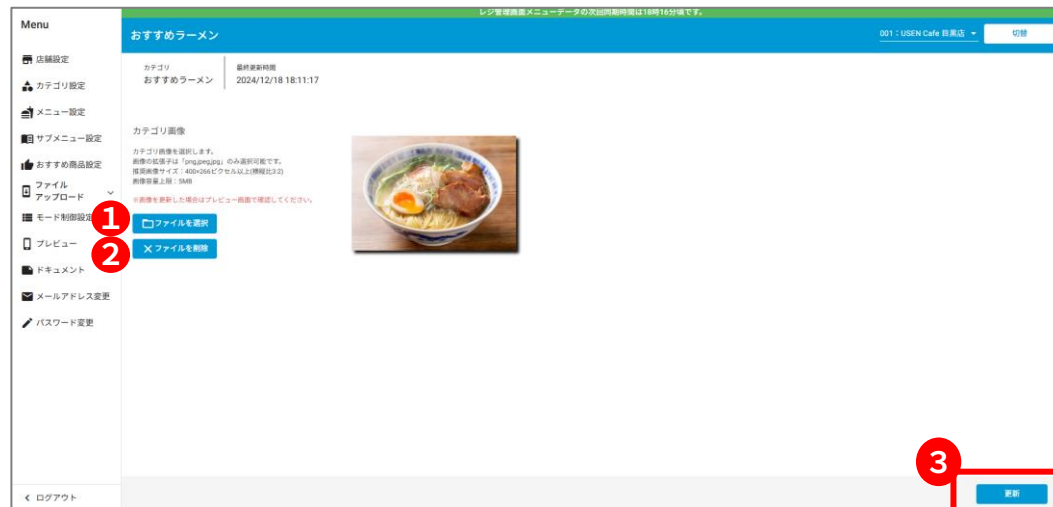 レジ管理画面メニューデータの次回同期時間は18時16分頃です。
Menu
おすすめラーメン
001：USEN Cafe 目黒店
切替
店舗設定
カテゴリ設定
メニュー設定
サブメニュー設定
おすすめ商品設定
ファイル
アップロード
モード制御設定
プレビュー
ドキュメント
メールアドレス変更
パスワード変更
ログアウト
カテゴリ
おすすめラーメン
最終更新時間
2024/12/18 18:11:17
カテゴリ画像
カテゴリ画像を選択します。
画像の拡張子は「png,jpeg,jpg」のみ選択可能です。
推奨画像サイズ：400×266ピクセル以上(横縦比3:2)
画像容量上限：5MB
※画像を更新した場合はプレビュー画面で確認してください。
1
ファイルを選択
2
ファイルを削除
3
更新